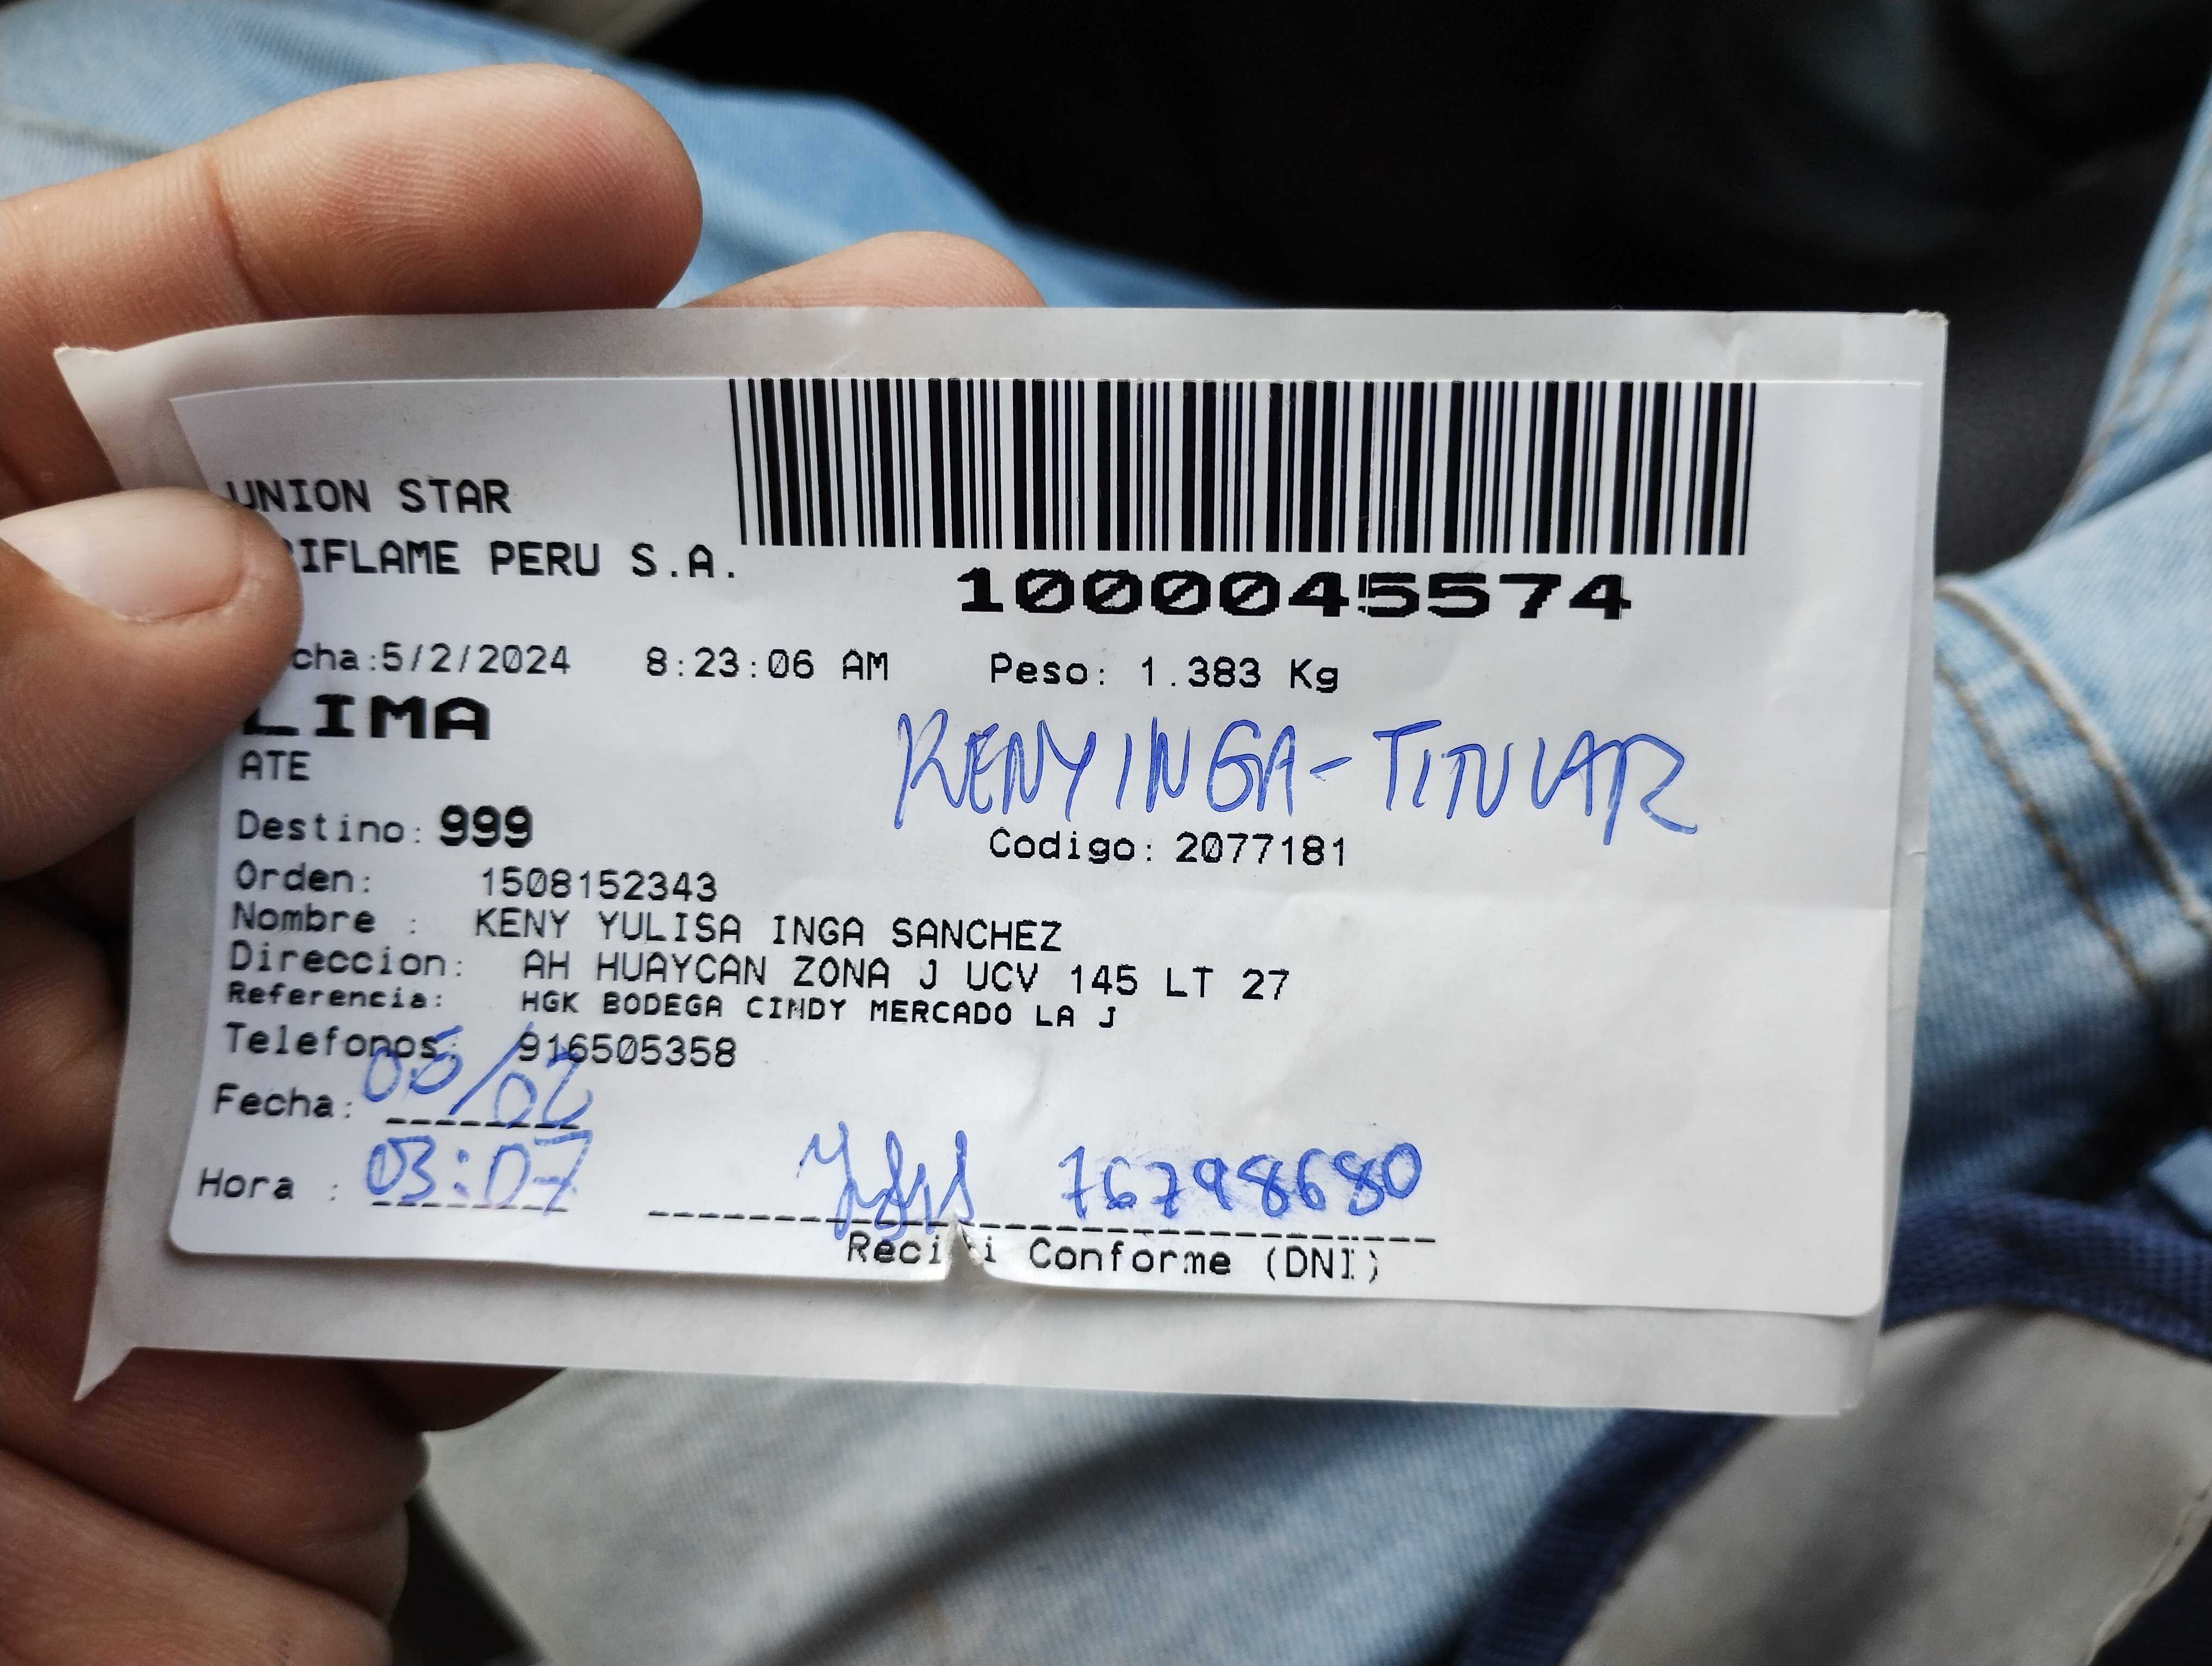 UNION STAR
RIFLAME PERU S.A.
1000045574
cha:5/2/2024 8:23:06 AM Peso: 1.383 Kg
LIMA
KENY INGA-TITULAR
ATE
Destino: 999
Codigo: 2077181
Orden: 1508152343
Nombre : KENY YULISA INGA SANCHEZ
Direccion: AH HUAYCAN ZONA J UCV 145 LT 27
Referencia: HGK BODEGA CINDY MERCADO LA J
Telefonos: 916505358
Fecha: 05/02
Hora : 03:07
76798680
Recibi Conforme (DNI)